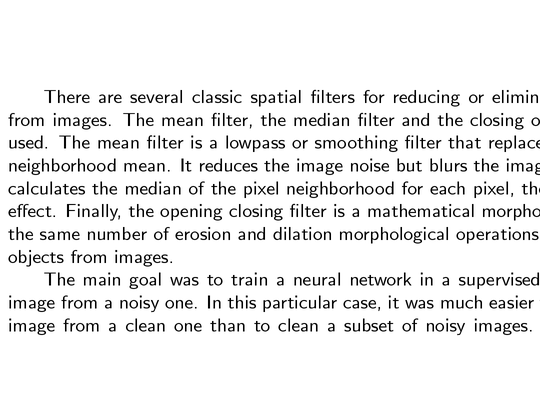 There are several classic spatial filters for reducing or elimin
from images. The mean filter, the median filter and the closing o
used. The mean filter is a lowpass or smoothing filter that replace
neighborhood mean. It reduces the image noise but blurs the imag
calculates the median of the pixel neighborhood for each pixel, the
effect. Finally, the opening closing filter is a mathematical morpho
the same number of erosion and dilation morphological operations
objects from images.
The main goal was to train a neural network in a supervised
image from a noisy one. In this particular case, it was much easier
image from a clean one than to clean a subset of noisy images.